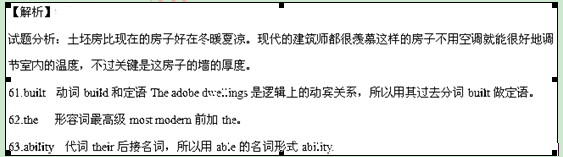 【解析】
试题分析：土坯房比现在的房子好在冬暖夏凉。现代的建筑师都很羡慕这样的房子不用空调就能很好地调
节室内的温度，不过关键是这房子的墙的厚度。
61.built 动词 build 和定语 The adobe dwellings 是逻辑上的动宾关系，所以用其过去分词 built 做定语。
62.the 形容词最高级 most modern 前加 the。
63.ability 代词 their 后接名词，所以用 able 的名词形式 ability.